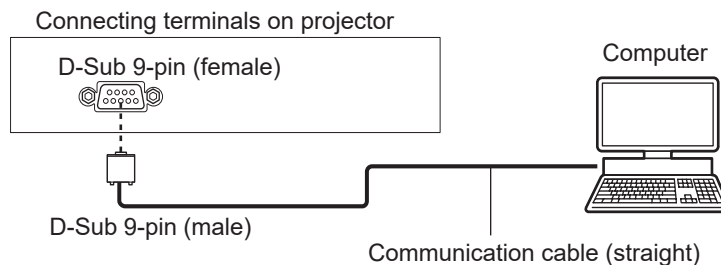 Connecting terminals on projector
D-Sub 9-pin (female)
Computer
D-Sub 9-pin (male)
Communication cable (straight)